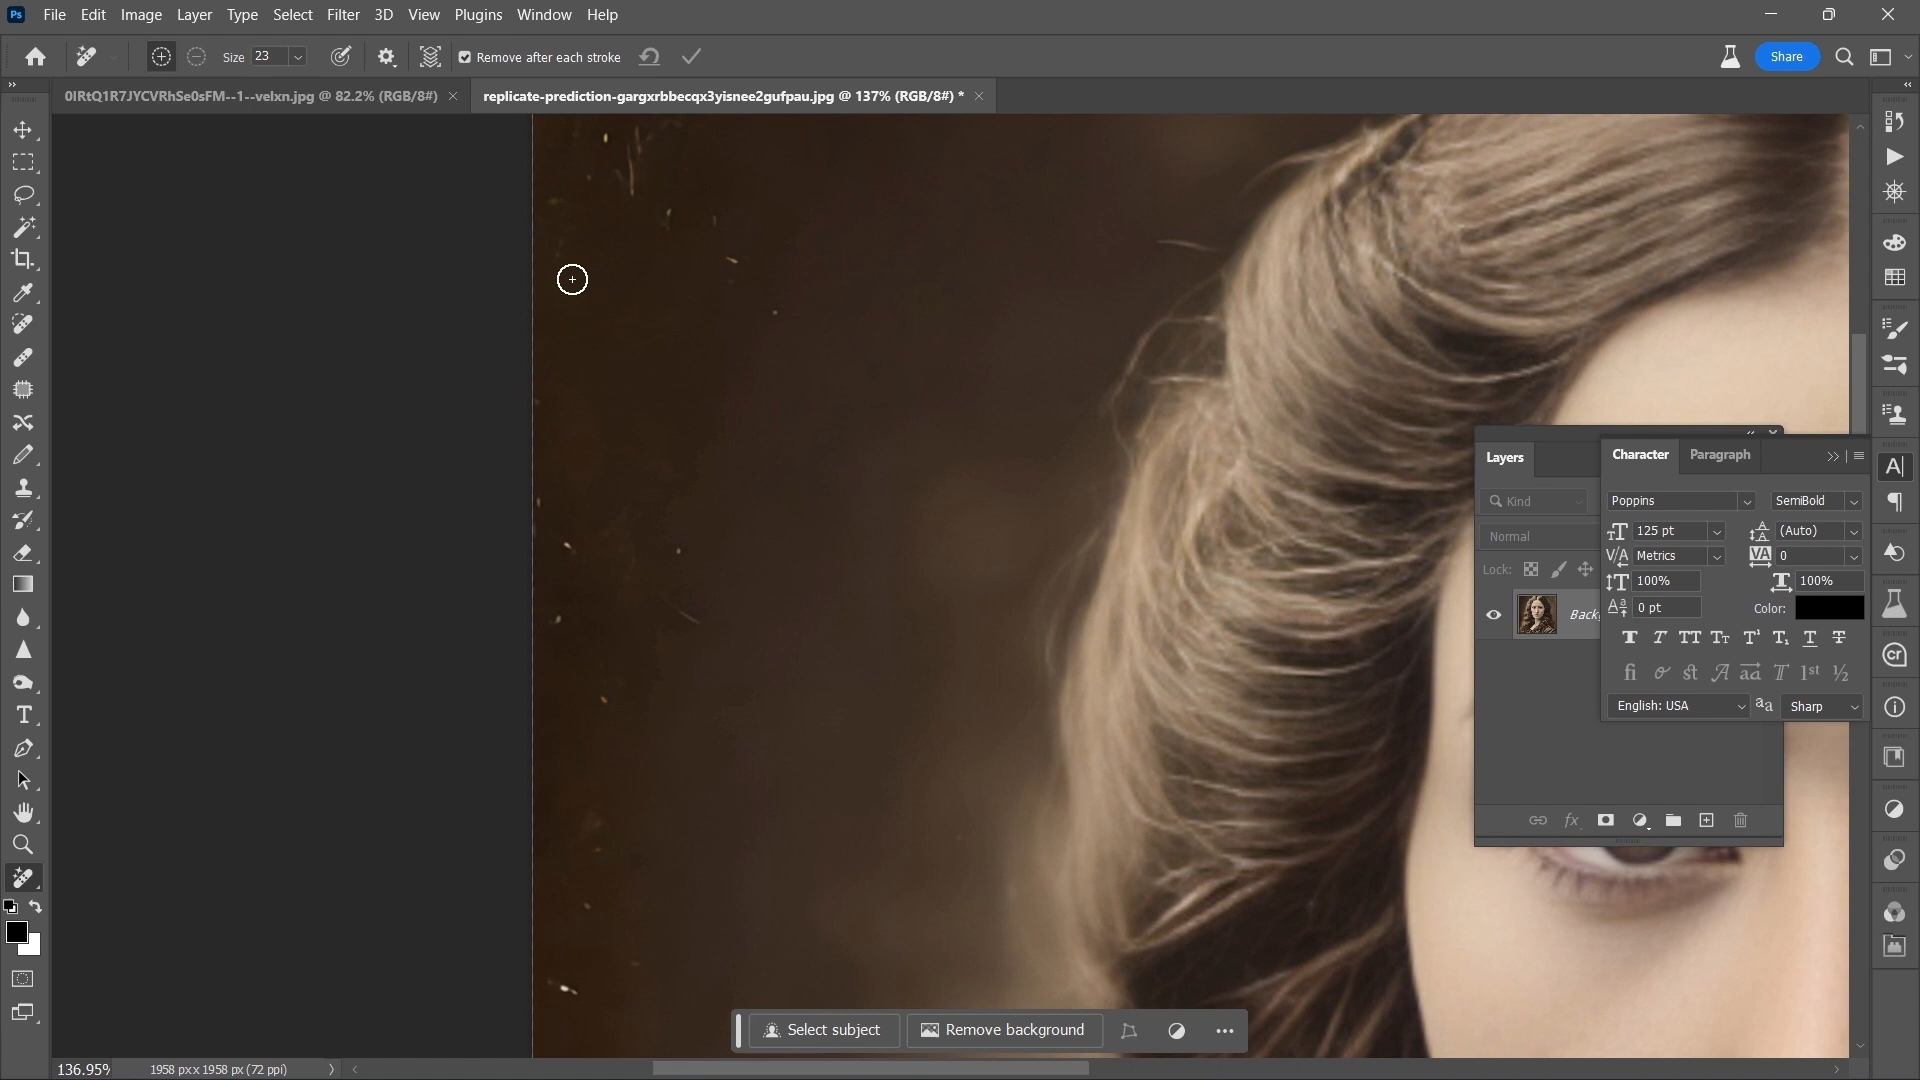 Ps File Edit Image Layer Type Select Filter 3D View Plugins Window Help
Size 23 Remove after each stroke Share
0IRtQ1R7JYCVRhSe0sFM--1--velxn.jpg @ 82.2% (RGB/8#) replicate-prediction-gargxrbbecqx3yisnee2gufpau.jpg @ 137% (RGB/8#) *
Layers
Kind
Normal
Lock:
Character Paragraph
Poppins SemiBold
125 pt (Auto)
Metrics 0
100% 100%
0 pt Color:
English: USA aa Sharp
Select subject Remove background
136.95% 1958 px x 1958 px (72 ppi)